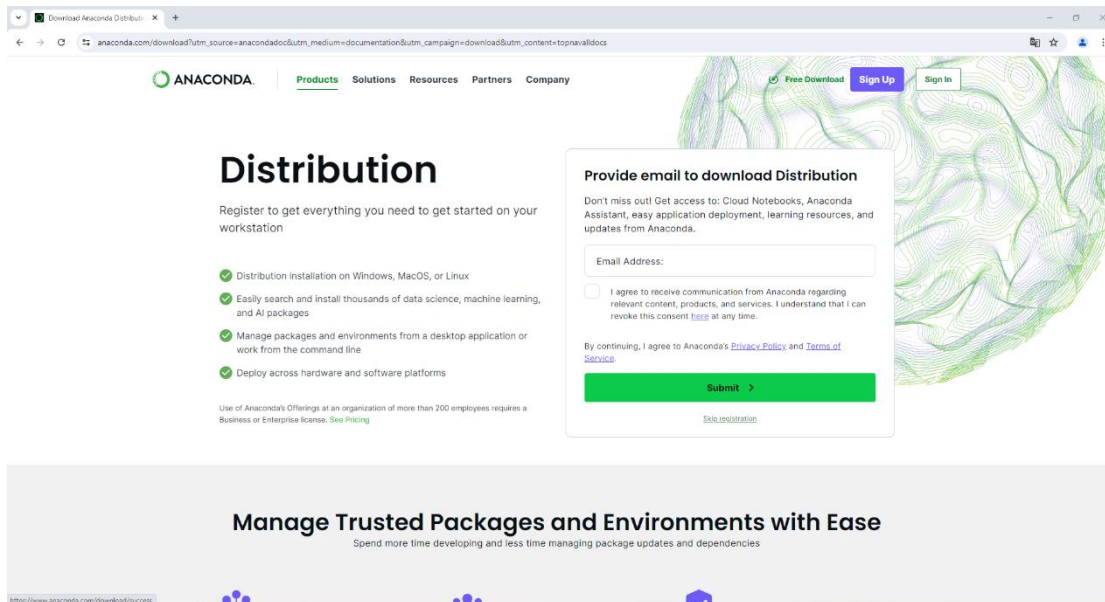 Download Anaconda Distributi
anaconda.com/download?utm_source=anacondadoc&utm_medium=documentation&utm_campaign=download&utm_content=topnavalldocs
ANACONDA.
Products Solutions Resources Partners Company
Free Download Sign Up Sign In
Distribution
Register to get everything you need to get started on your
workstation
Distribution installation on Windows, MacOS, or Linux
Easily search and install thousands of data science, machine learning,
and AI packages
Manage packages and environments from a desktop application or
work from the command line
Deploy across hardware and software platforms
Use of Anaconda's Offerings at an organization of more than 200 employees requires a
Business or Enterprise license. See Pricing
Provide email to download Distribution
Don't miss out! Get access to: Cloud Notebooks, Anaconda
Assistant, easy application deployment, learning resources, and
updates from Anaconda.
Email Address:
I agree to receive communication from Anaconda regarding
relevant content, products, and services. I understand that I can
revoke this consent here at any time.
By continuing, I agree to Anaconda's Privacy Policy and Terms of
Service.
Submit
Skip registration
Manage Trusted Packages and Environments with Ease
Spend more time developing and less time managing package updates and dependencies
https://www.anaconda.com/download/success